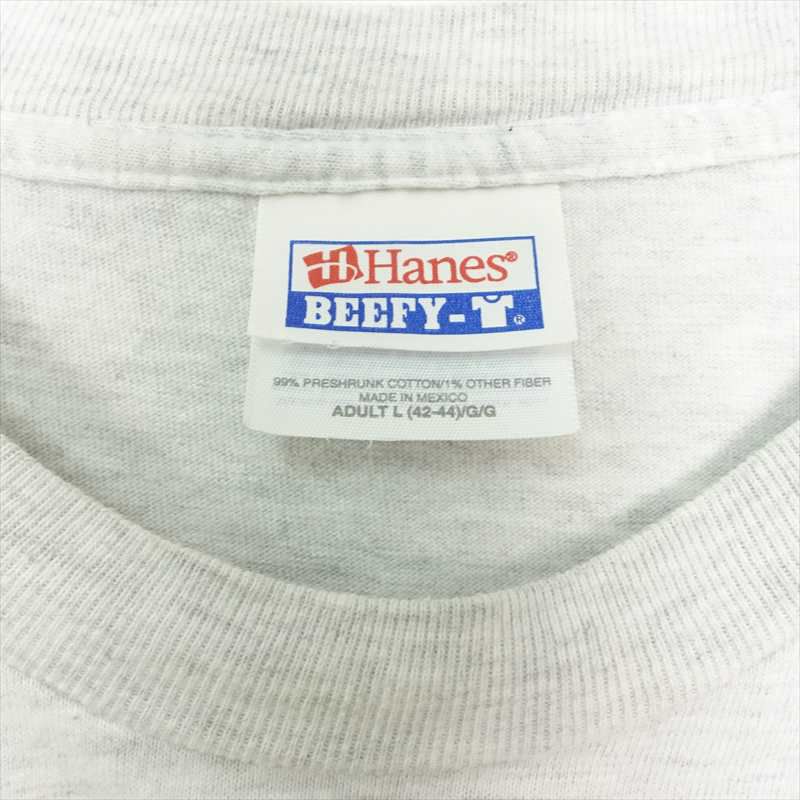 Hanes®
BEEFY-T®
99% PRESHRUNK COTTON/1% OTHER FIBER
MADE IN MEXICO
ADULT L (42-44)/G/G